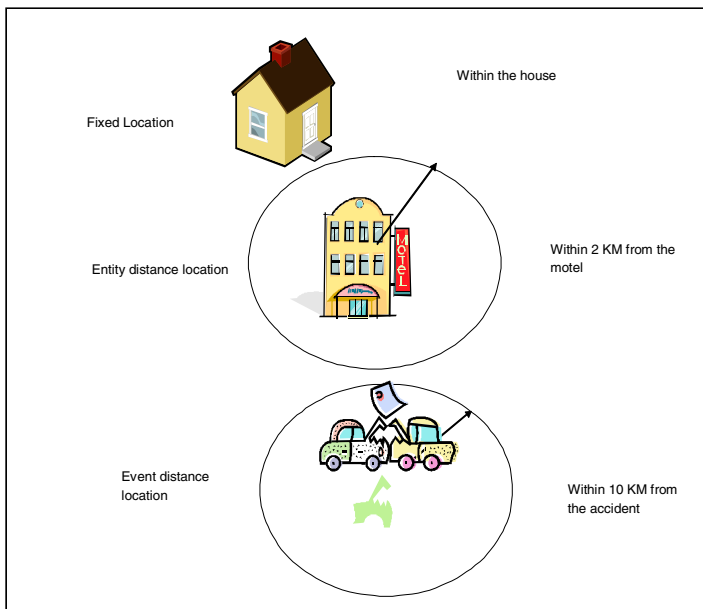 Within the house
Fixed Location
MOTEL
Entity distance location
Within 2 KM from the
motel
Event distance
location
Within 10 KM from
the accident